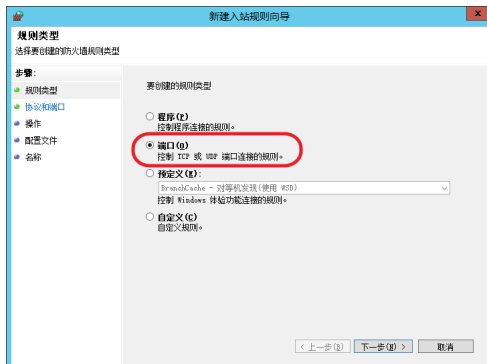 新建入站规则向导
规则类型
选择要创建的防火墙规则类型
步骤:
规则类型
协议和端口
操作
配置文件
名称
要创建的规则类型
程序(P)
控制程序连接的规则。
端口(O)
控制 TCP 或 UDP 端口连接的规则。
预定义(E):
BranchCache - 对等机发现(使用 WSD)
控制 Windows 体验功能连接的规则。
自定义(C)
自定义规则。
< 上一步(B)
下一步(N) >
取消